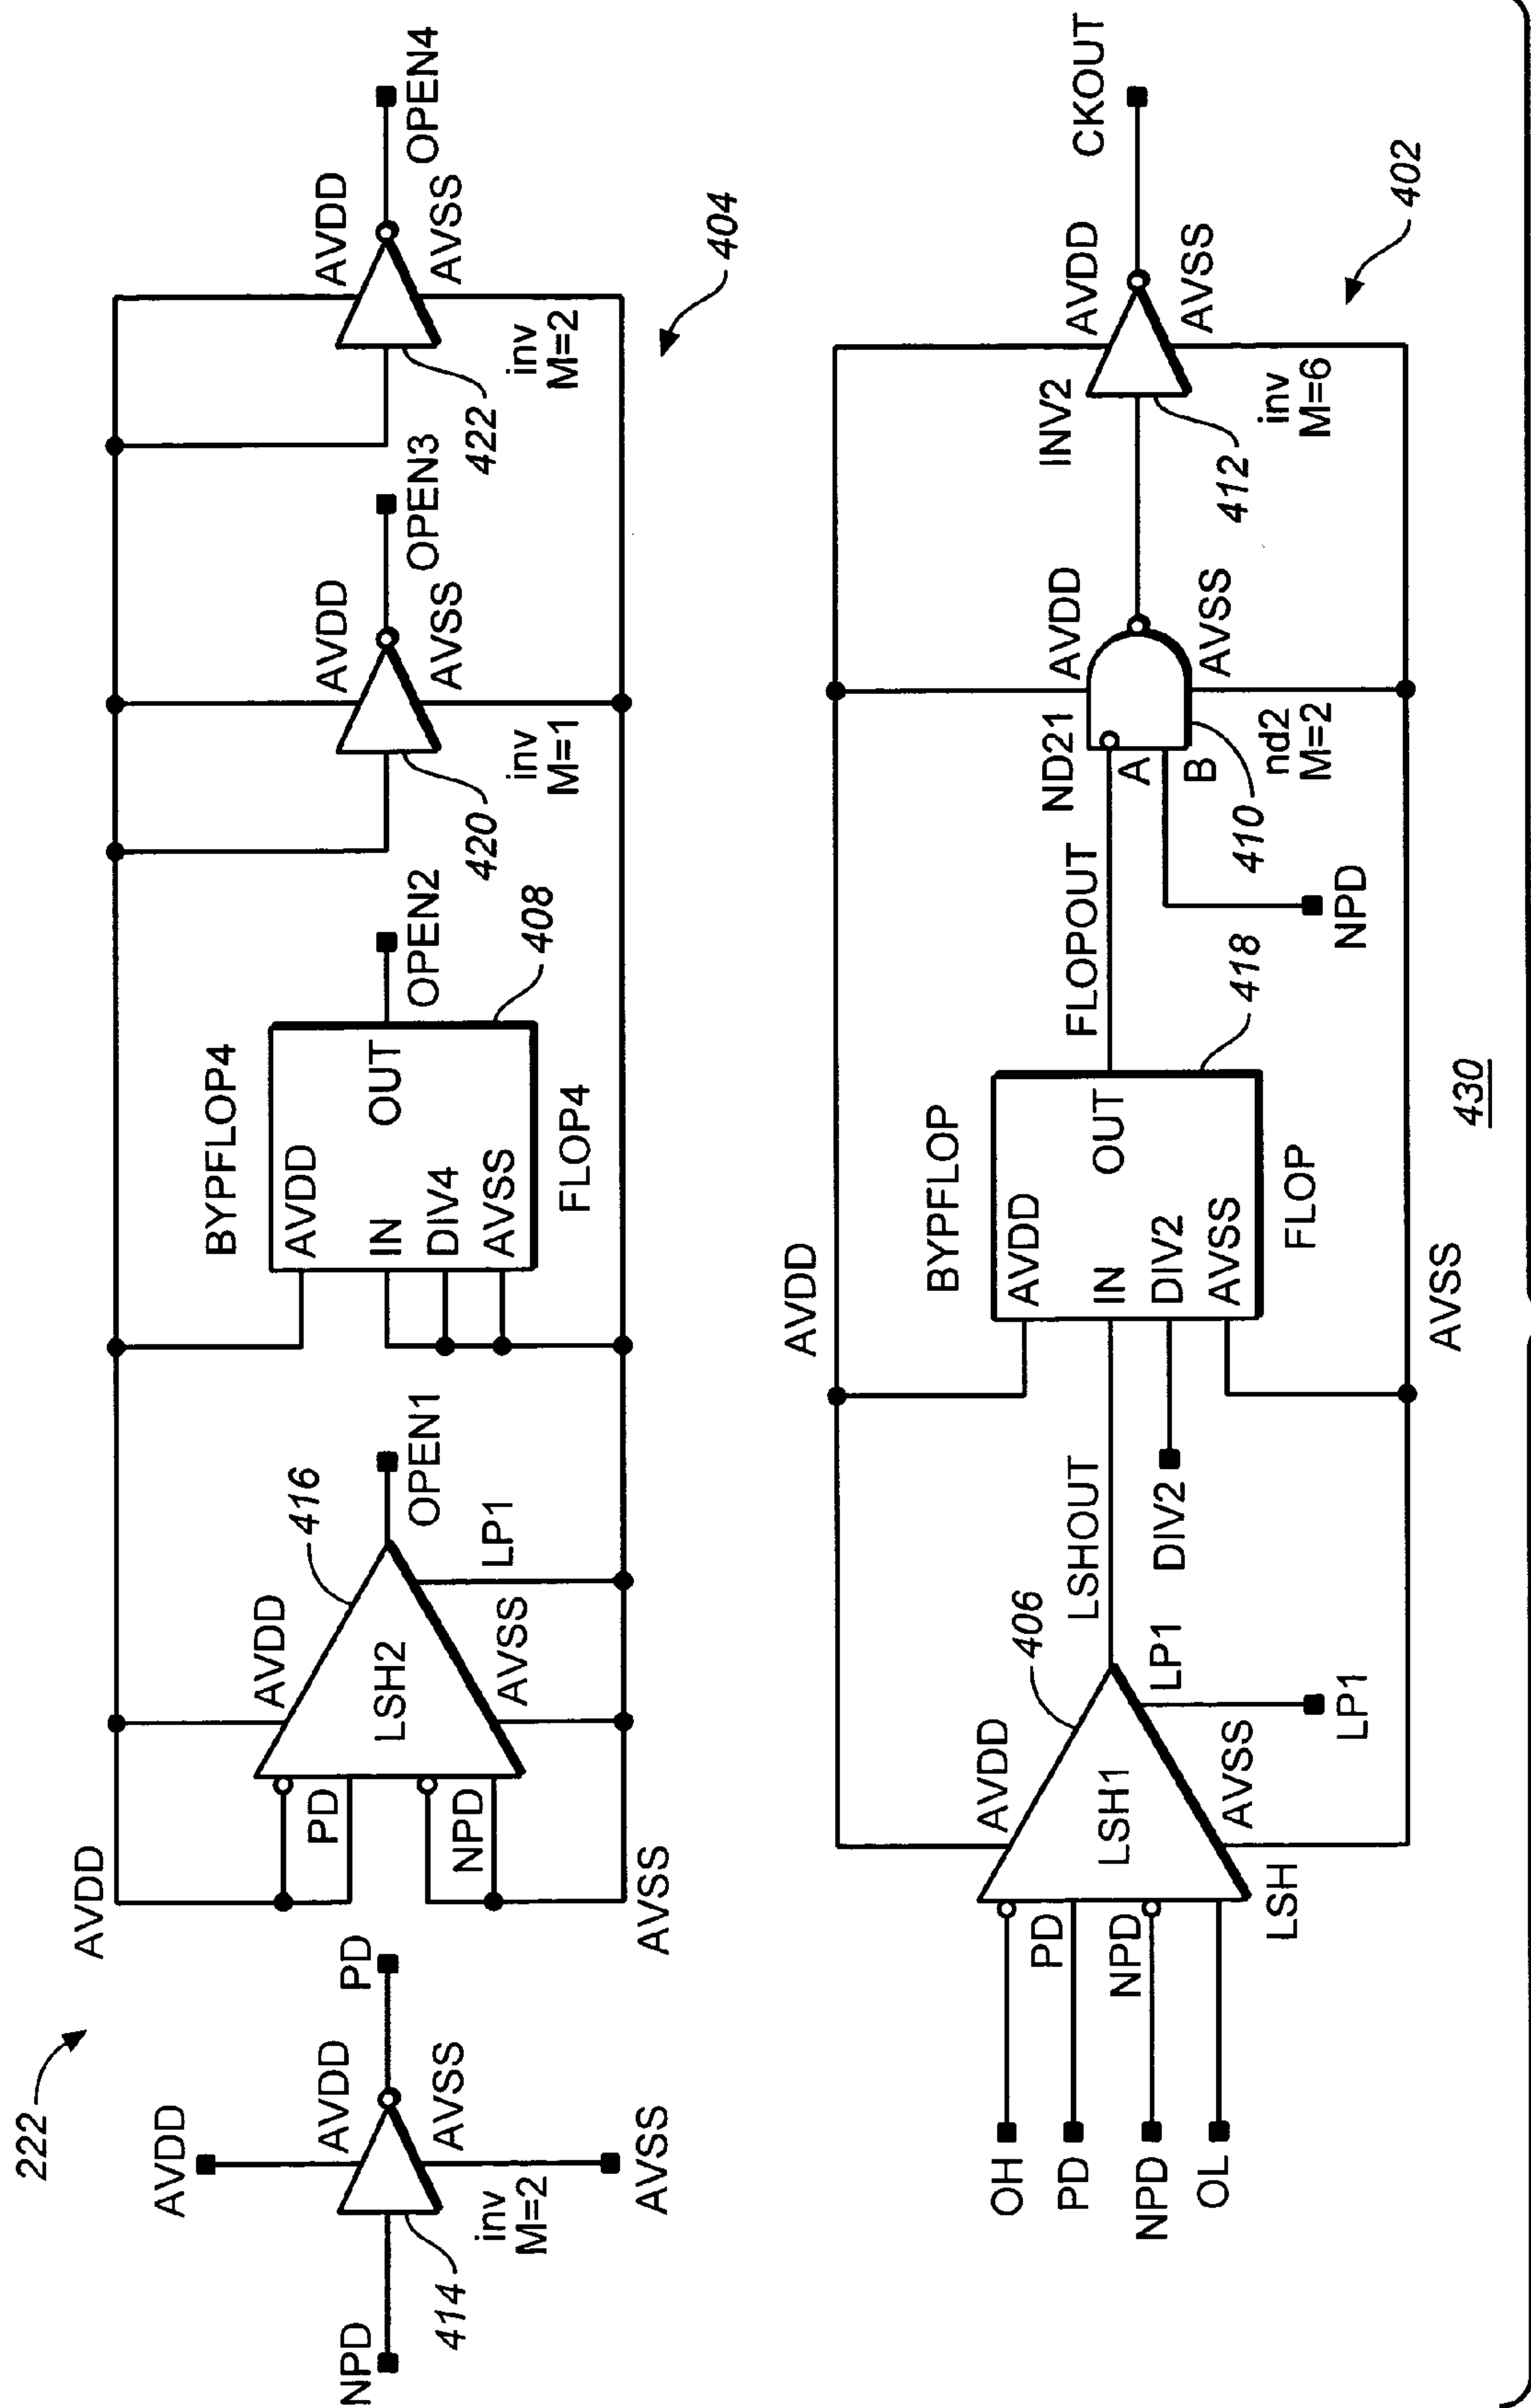 222
NPD
414
inv
M=2
AVDD
AVDD
AVSS
AVSS
PD
AVDD
AVSS
PD
NPD
LSH2
AVDD
AVSS
416
LP1
OPEN1
BYPFLOP4
AVDD
IN
DIV4
AVSS
OUT
FLOP4
408
OPEN2
420
inv
M=1
AVDD
AVSS
OPEN3
422
inv
M=2
AVDD
AVSS
OPEN4
404
OH
PD
NPD
OL
PD
NPD
LSH
LSH1
AVDD
AVSS
406
LP1
LP1
LSHOUT
DIV2
AVDD
AVSS
BYPFLOP
AVDD
IN
DIV2
AVSS
OUT
FLOP
418
FLOPOUT
NPD
ND21
A
B
410
nd2
M=2
AVDD
AVSS
INV2
412
inv
M=6
AVDD
AVSS
CKOUT
402
430